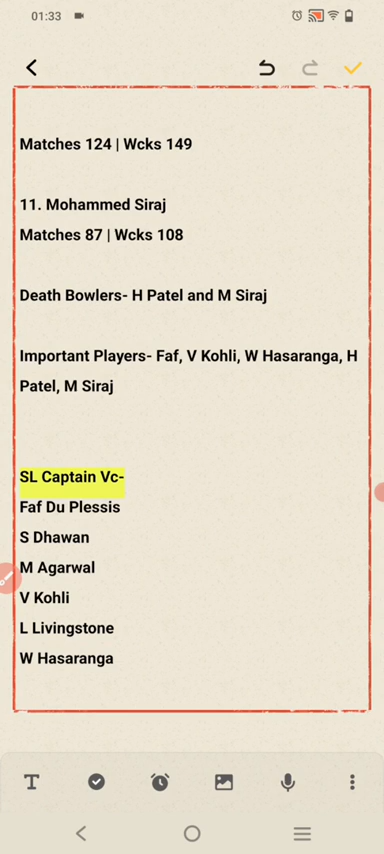 01:33
Matches 124 | Wcks 149
11. Mohammed Siraj
Matches 87 | Wcks 108
Death Bowlers- H Patel and M Siraj
Important Players- Faf, V Kohli, W Hasaranga, H
Patel, M Siraj
SL Captain Vc-
Faf Du Plessis
S Dhawan
M Agarwal
V Kohli
L Livingstone
W Hasaranga
T